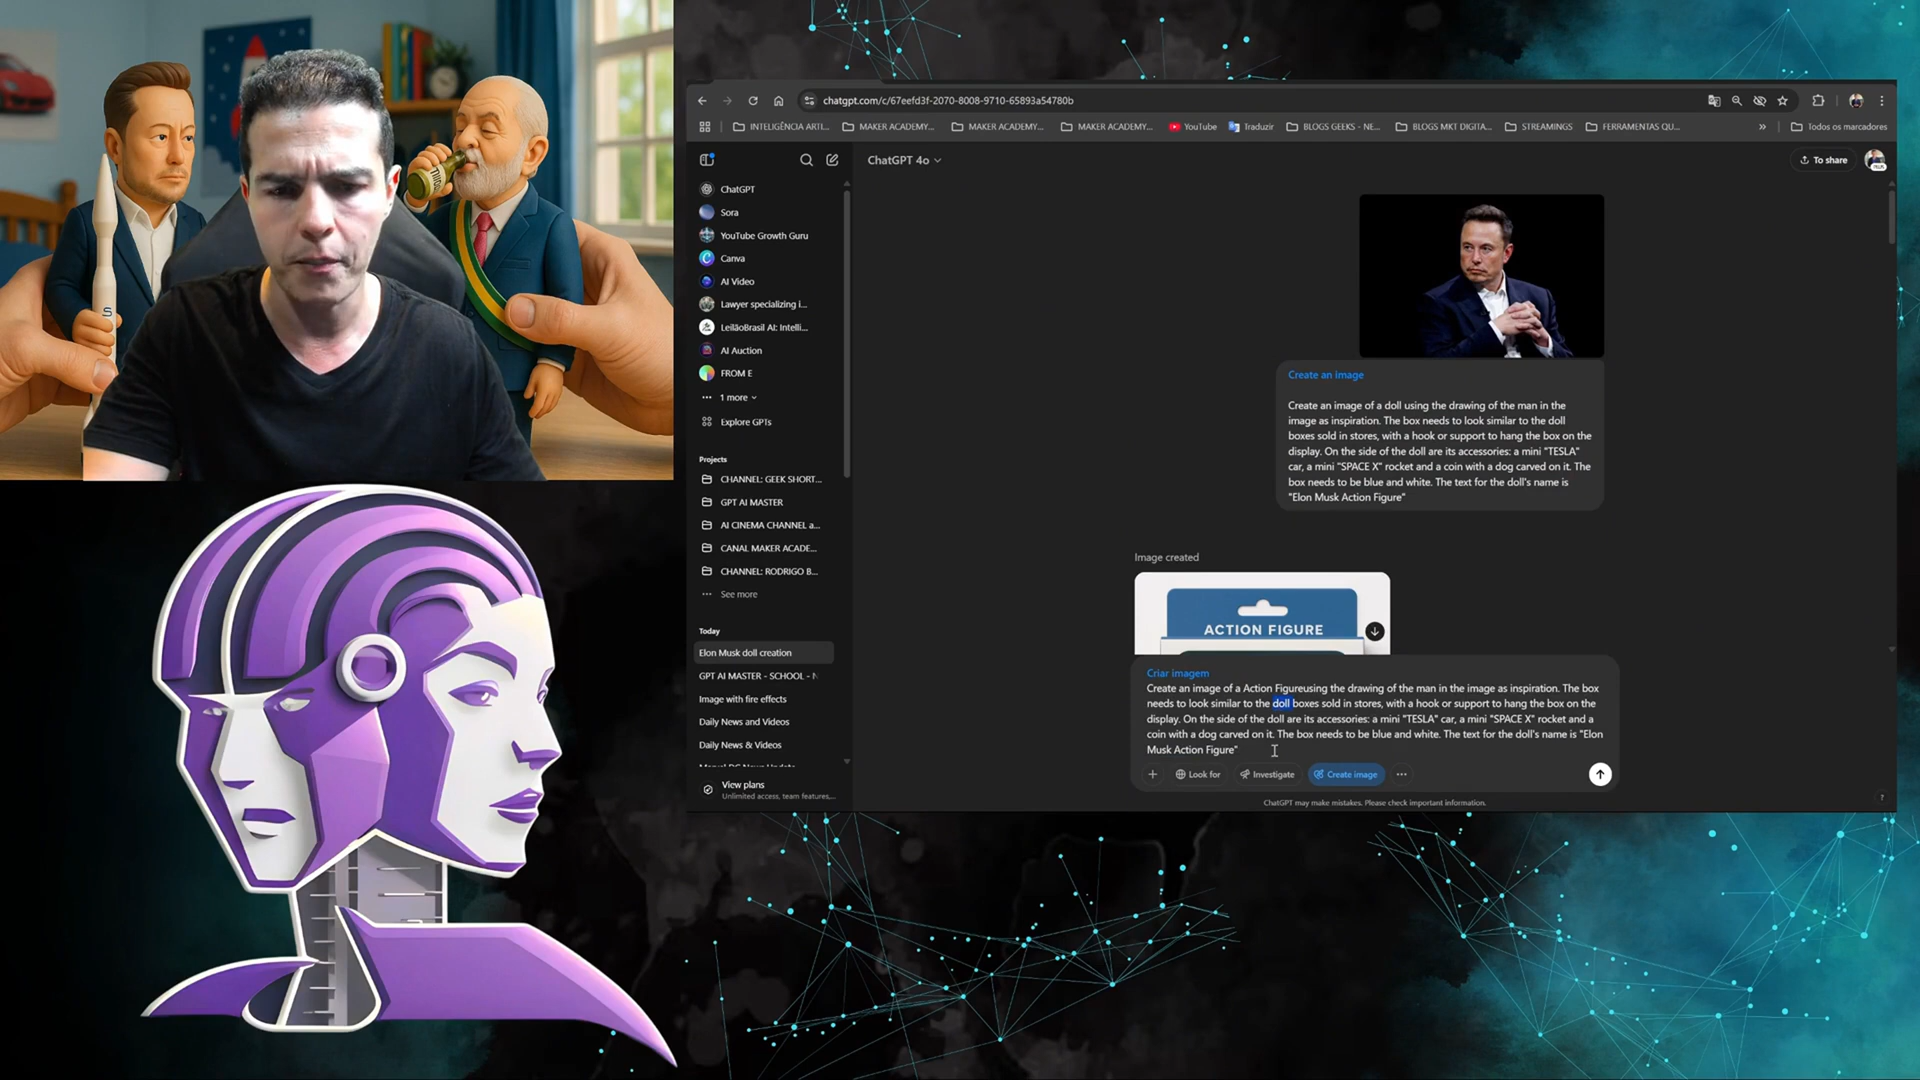 S
chatgpt.com/c/67eefd3f-2070-8008-9710-65893a54780b
INTELIGÊNCIA ARTI...
MAKER ACADEMY...
MAKER ACADEMY...
MAKER ACADEMY...
YouTube
Traduzir
BLOGS GEEKS - NE...
BLOGS MKT DIGITA...
STREAMINGS
FERRAMENTAS QU...
»
Todos os marcadores
ChatGPT 4o
To share
ChatGPT
Sora
YouTube Growth Guru
Canva
AI Video
Lawyer specializing i...
LeilãoBrasil AI: Intelli...
AI Auction
FROM E
1 more
Explore GPTs
Projects
CHANNEL: GEEK SHORT...
GPT AI MASTER
AI CINEMA CHANNEL a...
CANAL MAKER ACADE...
CHANNEL: RODRIGO B...
See more
Today
Elon Musk doll creation
GPT AI MASTER - SCHOOL - N
Image with fire effects
Daily News and Videos
Daily News & Videos
View plans
Unlimited access, team features,...
Create an image
Create an image of a doll using the drawing of the man in the
image as inspiration. The box needs to look similar to the doll
boxes sold in stores, with a hook or support to hang the box on the
display. On the side of the doll are its accessories: a mini "TESLA"
car, a mini "SPACE X" rocket and a coin with a dog carved on it. The
box needs to be blue and white. The text for the doll's name is
"Elon Musk Action Figure"
Image created
ACTION FIGURE
Criar imagem
Create an image of a Action Figureusing the drawing of the man in the image as inspiration. The box
needs to look similar to the doll boxes sold in stores, with a hook or support to hang the box on the
display. On the side of the doll are its accessories: a mini "TESLA" car, a mini "SPACE X" rocket and a
coin with a dog carved on it. The box needs to be blue and white. The text for the doll's name is "Elon
Musk Action Figure"
Look for
Investigate
Create image
ChatGPT may make mistakes. Please check important information.
?